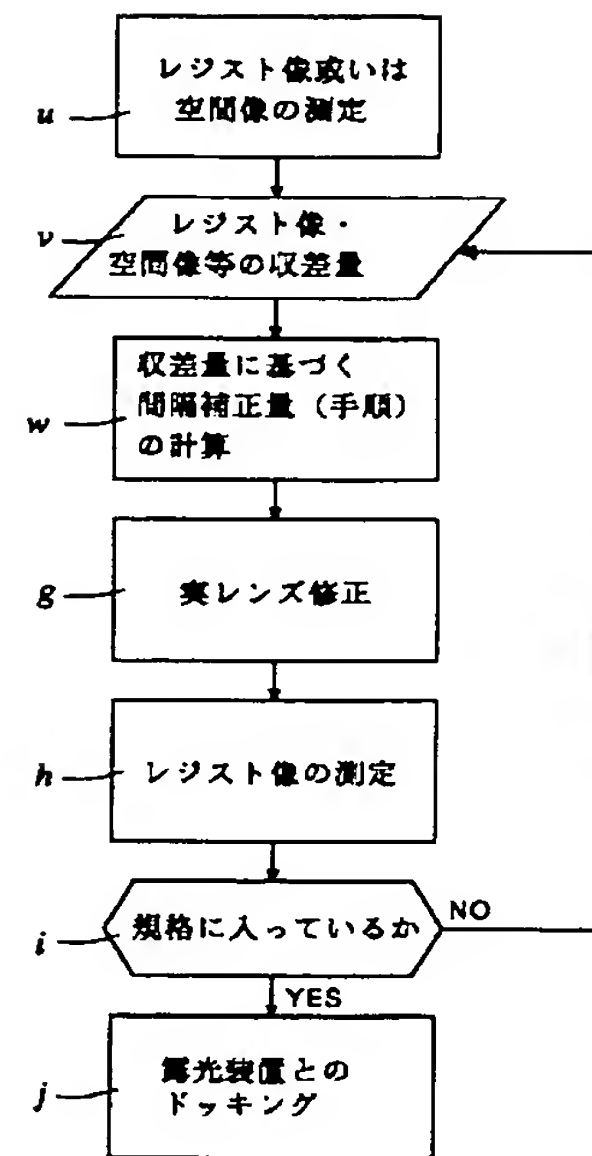 レジスト像或いは
空間像の測定
u
レジスト像・
空間像等の収差量
v
収差量に基づく
間隔補正量（手順）
の計算
w
実レンズ修正
g
レジスト像の測定
h
規格に入っているか
i
NO
YES
露光装置との
ドッキング
j